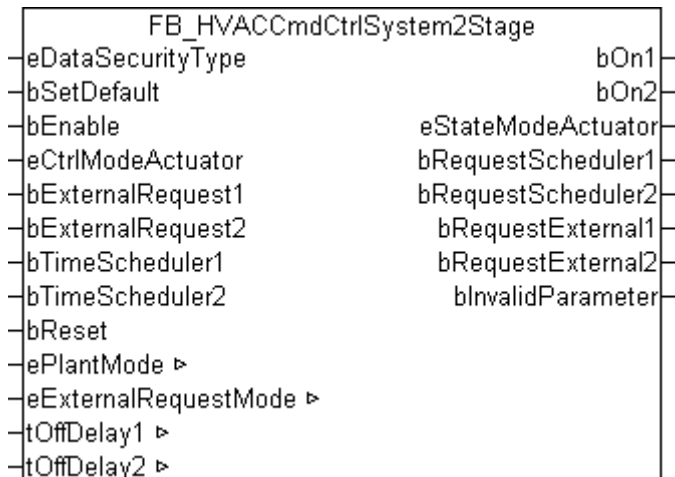 FB_HVACCmdCtrlSystem2Stage
eDataSecurityType bOn1
bSetDefault bOn2
bEnable eStateModeActuator
eCtrlModeActuator bRequestScheduler1
bExternalRequest1 bRequestScheduler2
bExternalRequest2 bRequestExternal1
bTimeScheduler1 bRequestExternal2
bTimeScheduler2 bInvalidParameter
bReset
ePlantMode
eExternalRequestMode
tOffDelay1
tOffDelay2